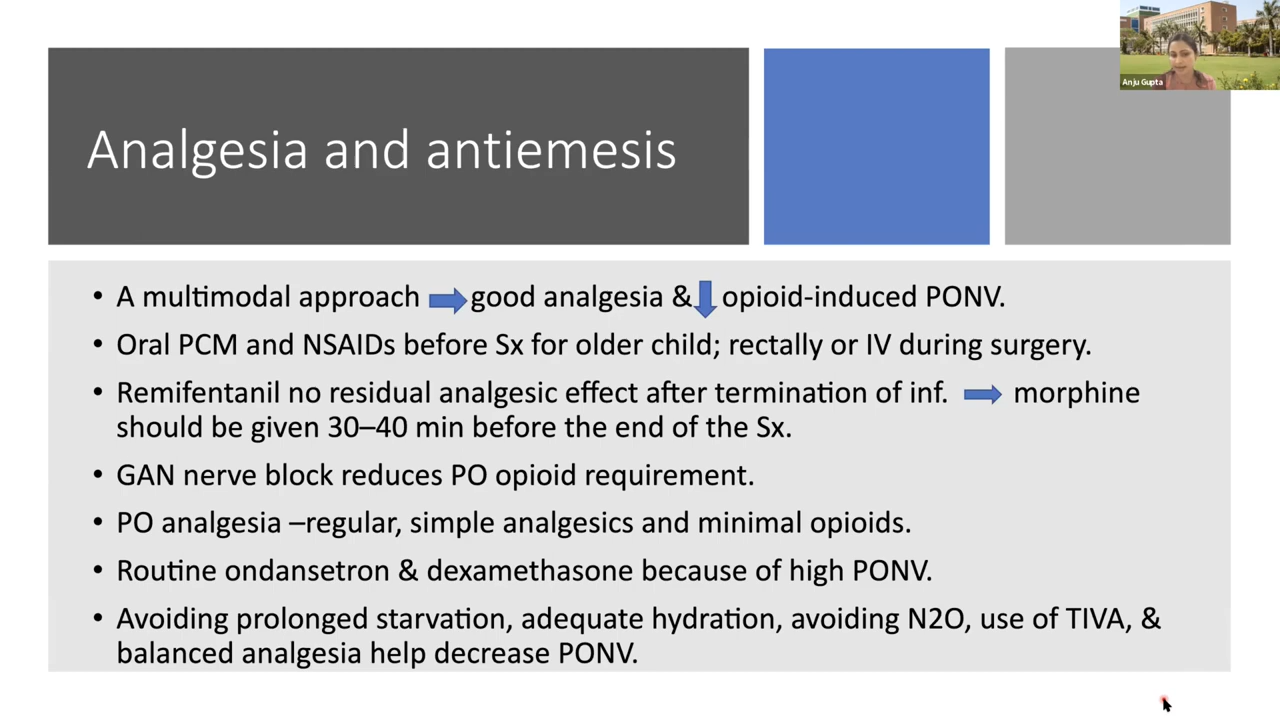 Anju Gupta
Analgesia and antiemesis
• A multimodal approach ➡ good analgesia & ⬇ opioid-induced PONV.
• Oral PCM and NSAIDs before Sx for older child; rectally or IV during surgery.
• Remifentanil no residual analgesic effect after termination of inf. ➡ morphine
should be given 30–40 min before the end of the Sx.
• GAN nerve block reduces PO opioid requirement.
• PO analgesia –regular, simple analgesics and minimal opioids.
• Routine ondansetron & dexamethasone because of high PONV.
• Avoiding prolonged starvation, adequate hydration, avoiding N2O, use of TIVA, &
balanced analgesia help decrease PONV.